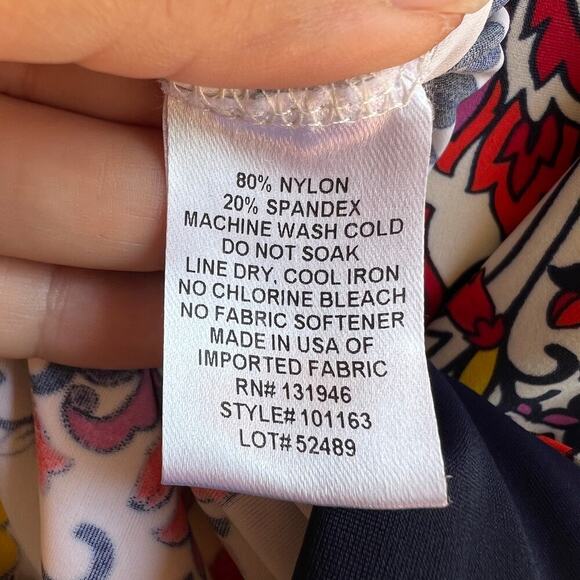 80% NYLON
20% SPANDEX
MACHINE WASH COLD
DO NOT SOAK
LINE DRY, COOL IRON
NO CHLORINE BLEACH
NO FABRIC SOFTENER
MADE IN USA OF
IMPORTED FABRIC
RN# 131946
STYLE# 101163
LOT# 52489